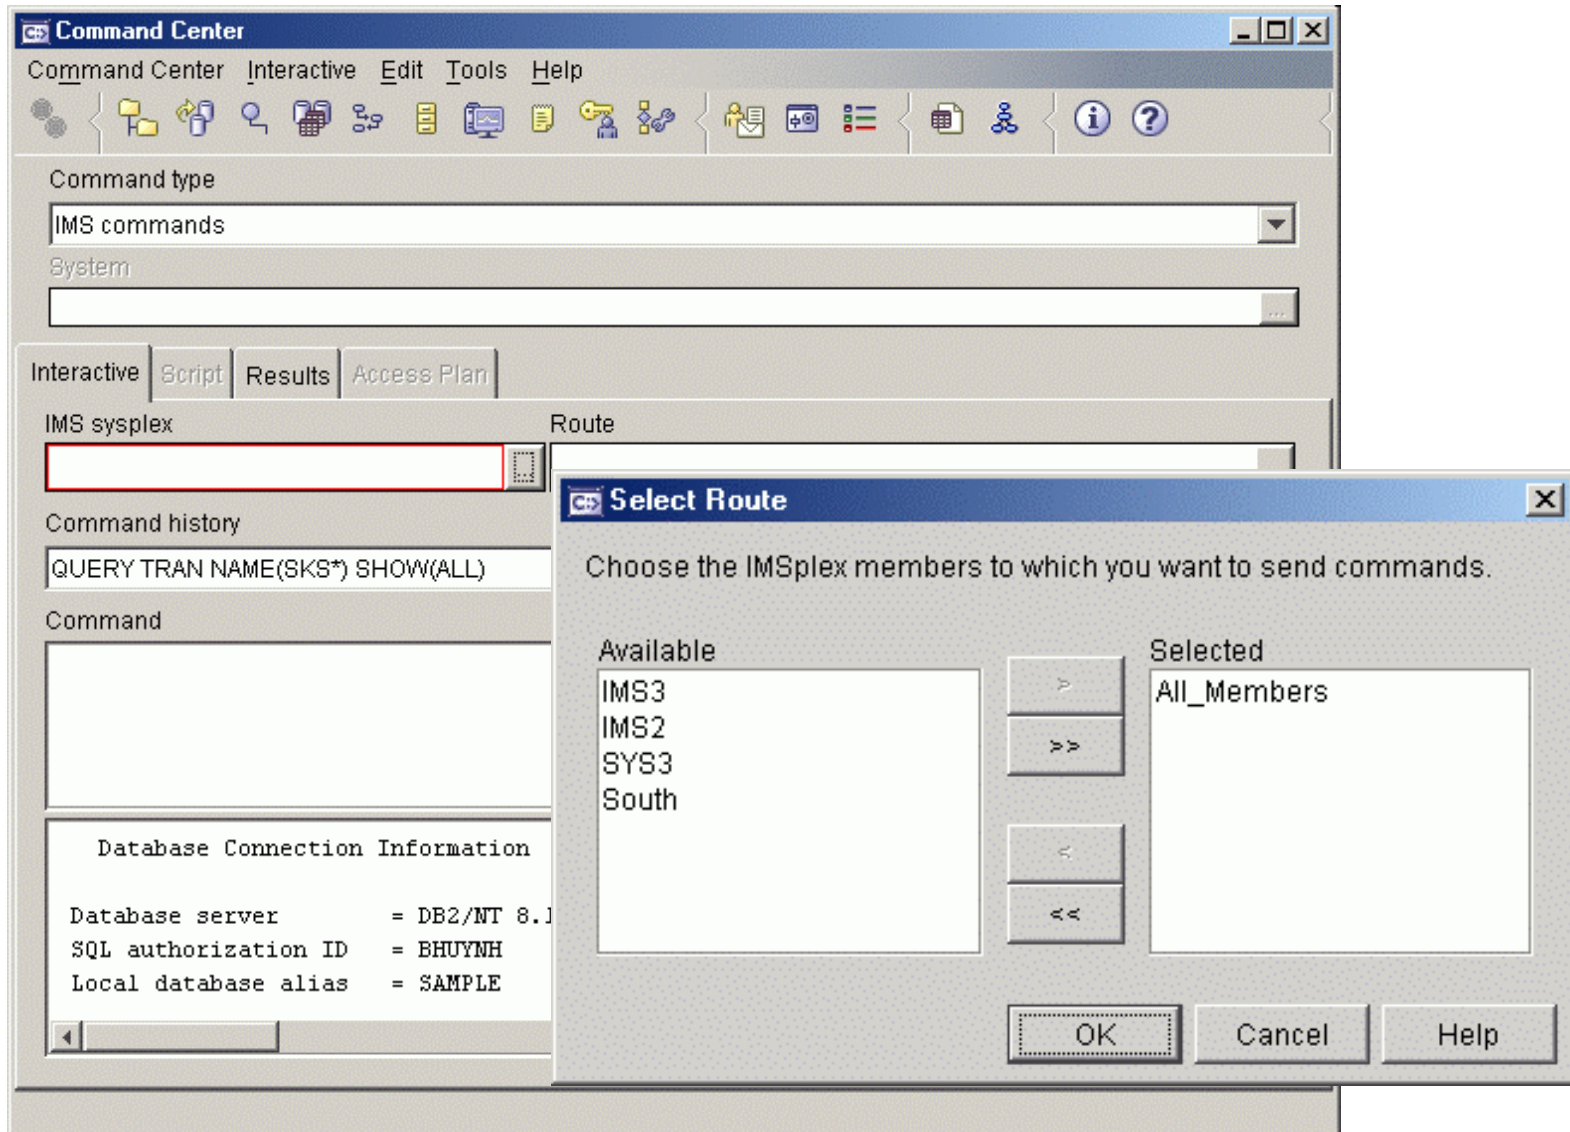 Command Center
Command Center Interactive Edit Tools Help
Command type
IMS commands
System
...
Interactive Script Results Access Plan
IMS sysplex Route
...
Command history
QUERY TRAN NAME(SKS*) SHOW(ALL)
Command
Database Connection Information
Database server = DB2/NT 8.1
SQL authorization ID = BHUYNH
Local database alias = SAMPLE
Select Route
Choose the IMSplex members to which you want to send commands.
Available
IMS3
IMS2
SYS3
South
>
>>
<
<<
Selected
All_Members
OK Cancel Help